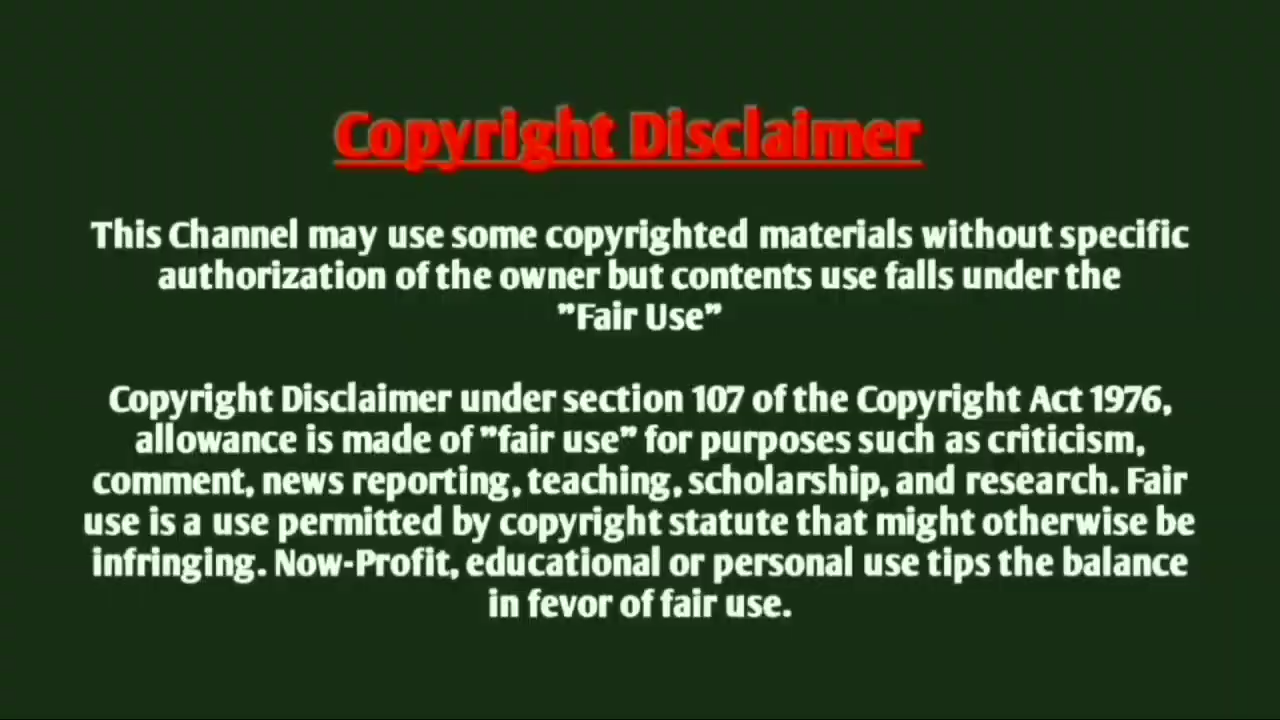 Copyright Disclaimer
This Channel may use some copyrighted materials without specific
authorization of the owner but contents use falls under the
"Fair Use"
Copyright Disclaimer under section 107 of the Copyright Act 1976,
allowance is made of "fair use" for purposes such as criticism,
comment, news reporting, teaching, scholarship, and research. Fair
use is a use permitted by copyright statute that might otherwise be
infringing. Now-Profit, educational or personal use tips the balance
in fevor of fair use.